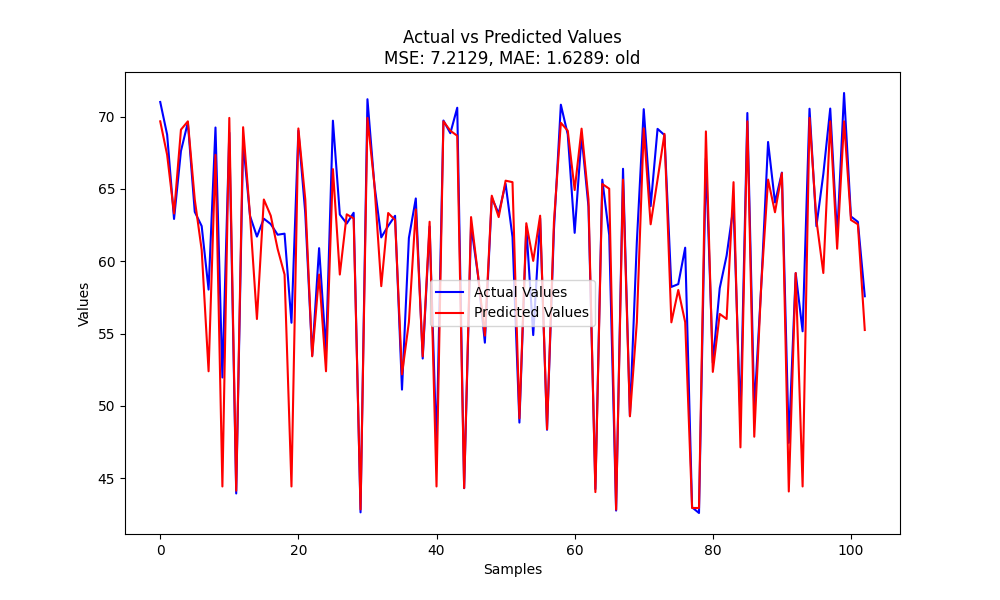 Actual vs Predicted Values
MSE: 7.2129, MAE: 1.6289: old
Values
70
65
60
55
50
45
Actual Values
Predicted Values
0
20
40
60
80
100
Samples